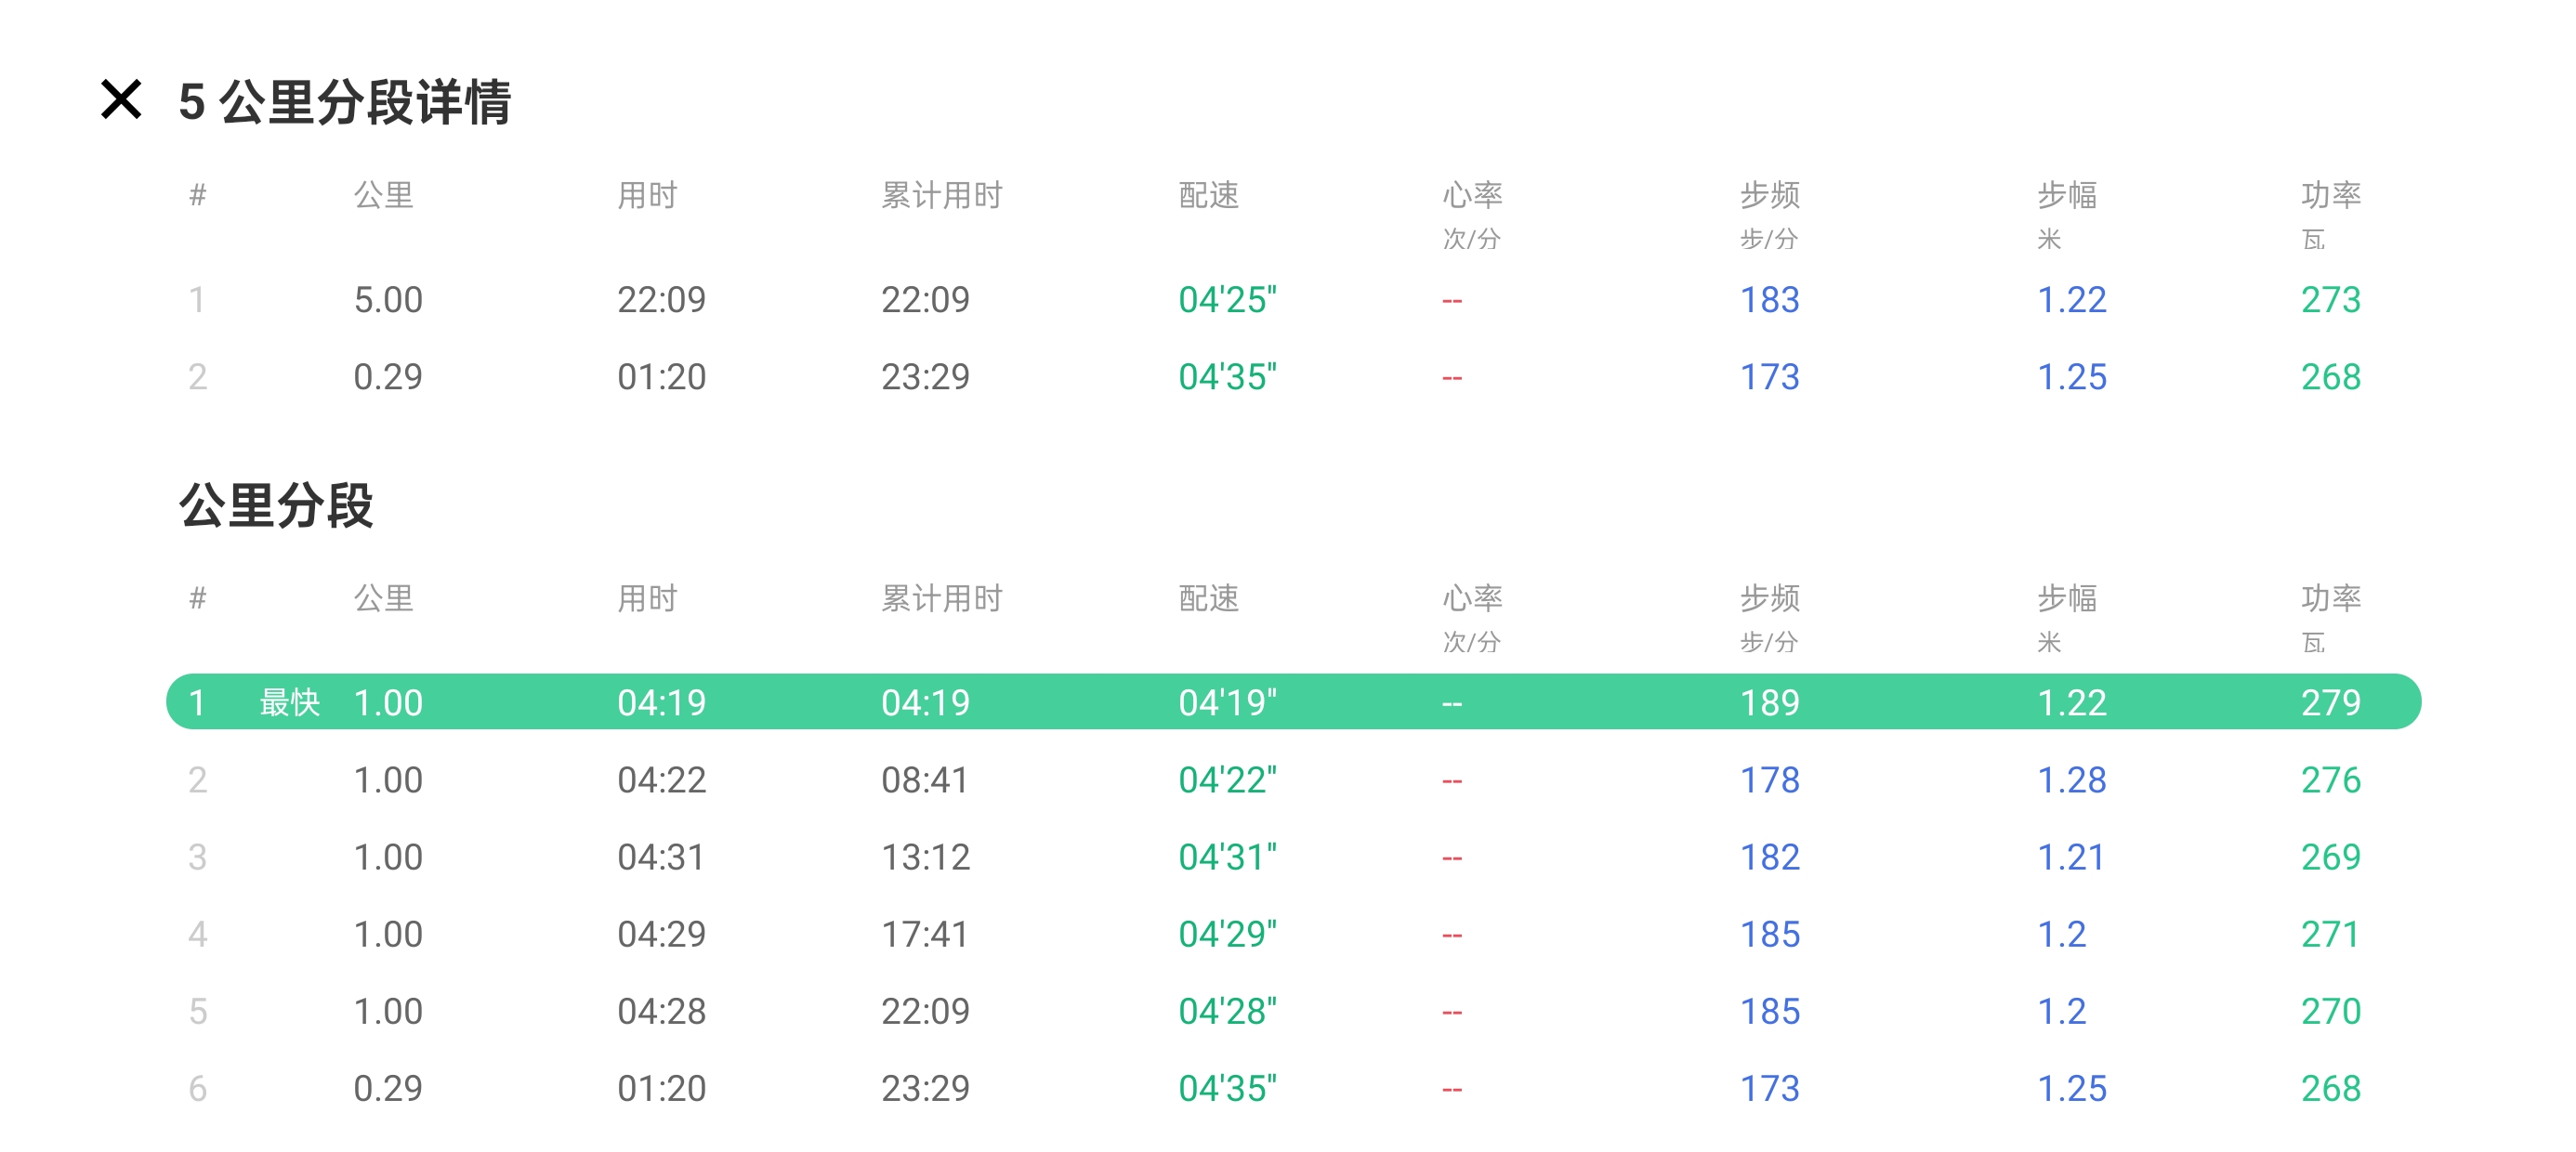 5 公里分段详情
# 公里 用时 累计用时 配速 心率 步频 步幅 功率
次/分 步/分 米 瓦
1 5.00 22:09 22:09 04'25" -- 183 1.22 273
2 0.29 01:20 23:29 04'35" -- 173 1.25 268
公里分段
# 公里 用时 累计用时 配速 心率 步频 步幅 功率
次/分 步/分 米 瓦
1 最快 1.00 04:19 04:19 04'19" -- 189 1.22 279
2 1.00 04:22 08:41 04'22" -- 178 1.28 276
3 1.00 04:31 13:12 04'31" -- 182 1.21 269
4 1.00 04:29 17:41 04'29" -- 185 1.2 271
5 1.00 04:28 22:09 04'28" -- 185 1.2 270
6 0.29 01:20 23:29 04'35" -- 173 1.25 268